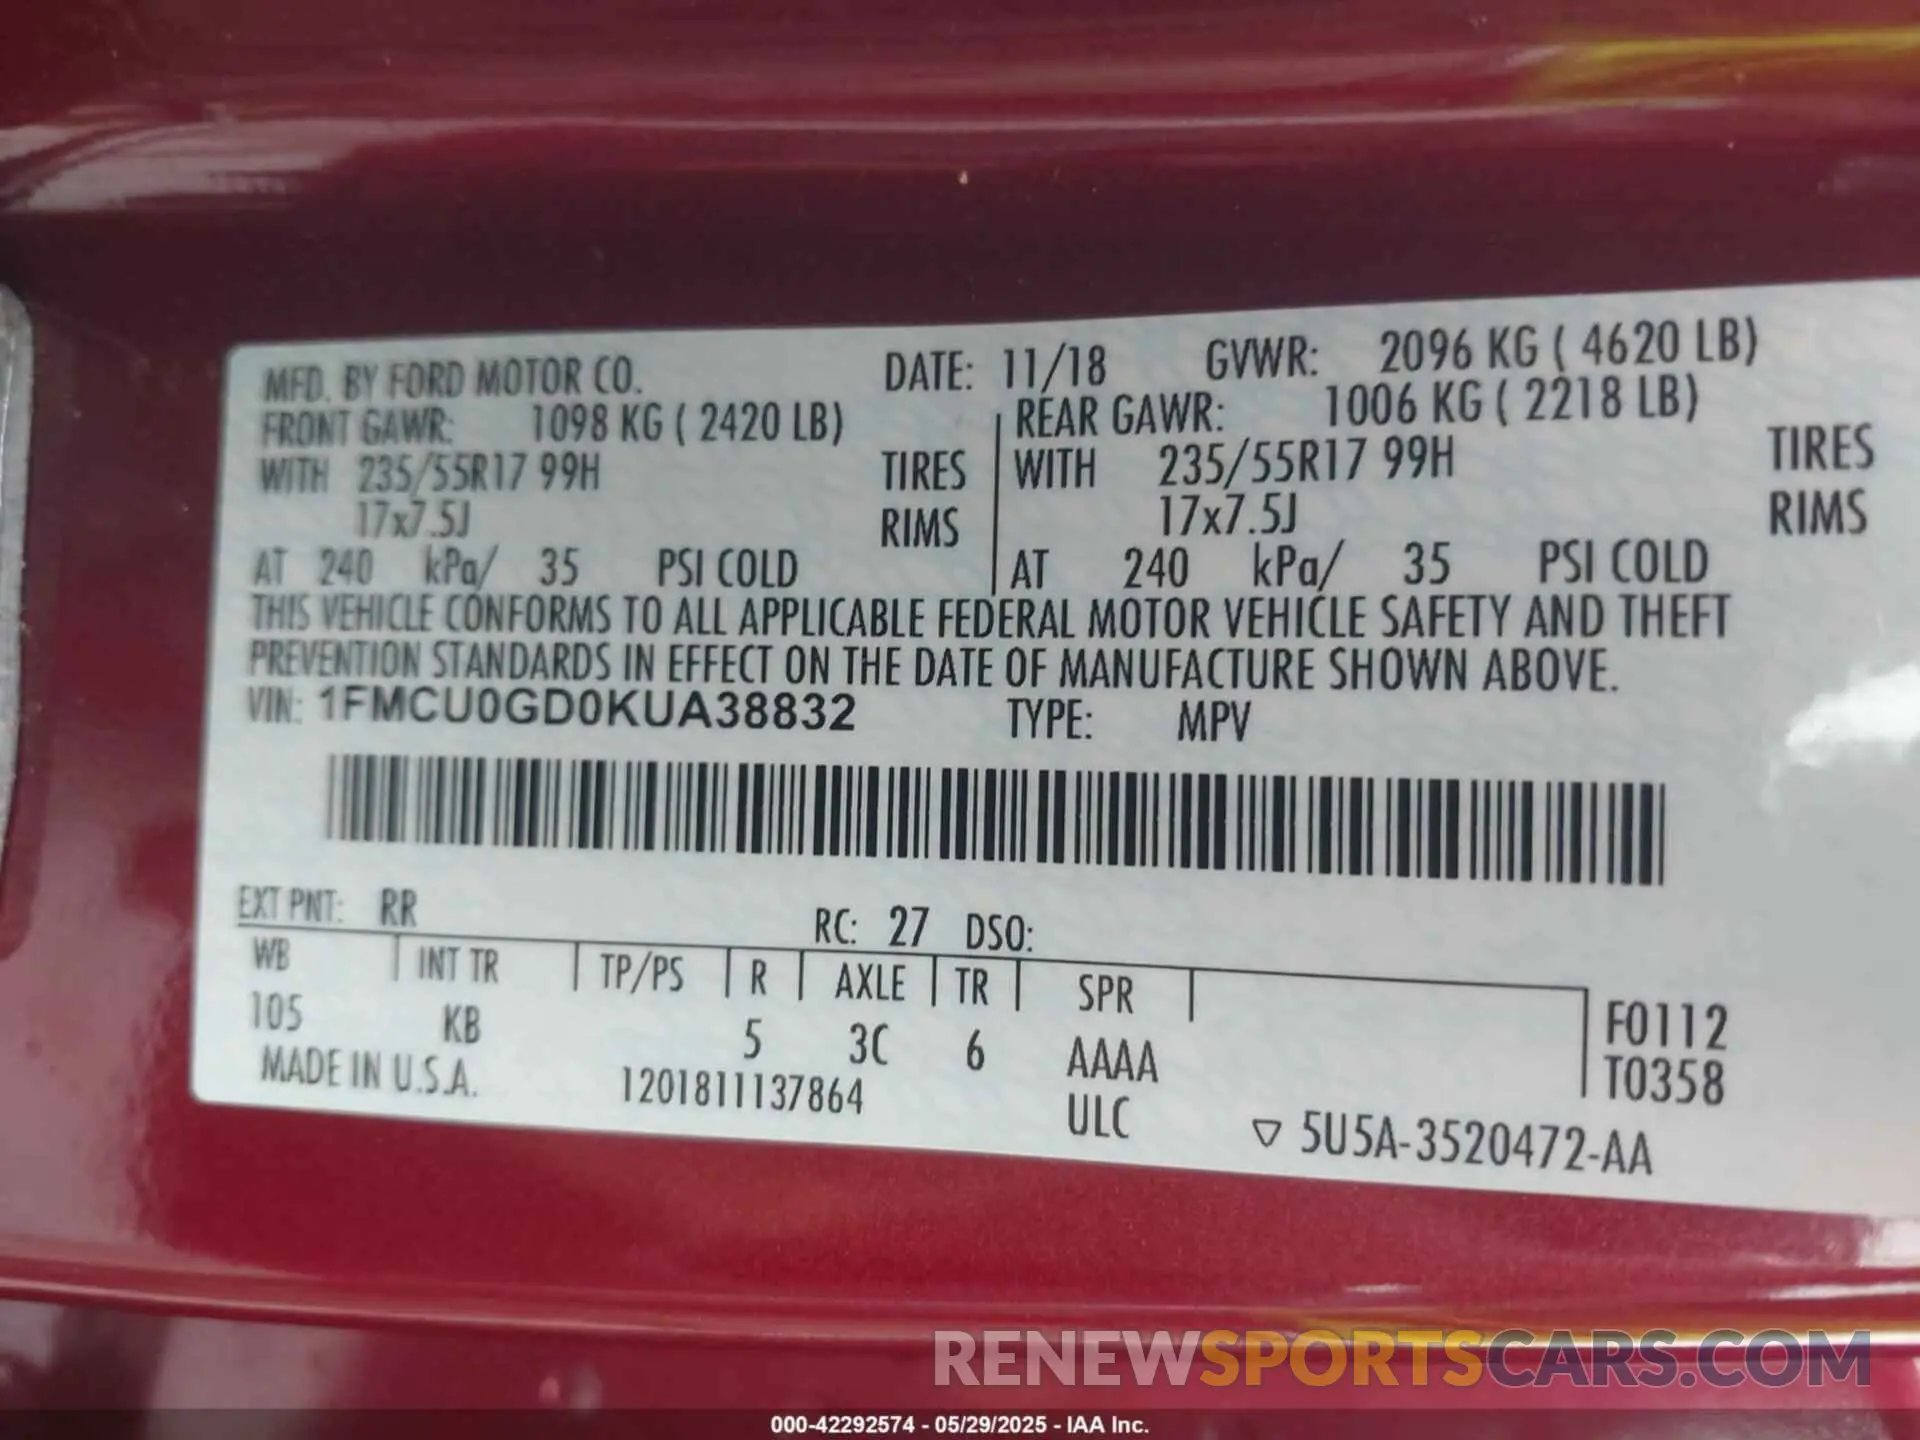 MFD. BY FORD MOTOR CO. DATE: 11/18 GVWR: 2096 KG ( 4620 LB)
FRONT GAWR: 1098 KG ( 2420 LB) REAR GAWR: 1006 KG ( 2218 LB)
WITH 235/55R17 99H TIRES WITH 235/55R17 99H TIRES
17x7.5J RIMS 17x7.5J RIMS
AT 240 kPa/ 35 PSI COLD AT 240 kPa/ 35 PSI COLD
THIS VEHICLE CONFORMS TO ALL APPLICABLE FEDERAL MOTOR VEHICLE SAFETY AND THEFT
PREVENTION STANDARDS IN EFFECT ON THE DATE OF MANUFACTURE SHOWN ABOVE.
VIN: 1FMCU0GD0KUA38832 TYPE: MPV
EXT PNT: RR RC: 27 DSO:
WB INT TR TP/PS R AXLE TR SPR
105 KB 5 3C 6 AAAA F0112
MADE IN U.S.A. 1201811137864 ULC T0358
▽ 5U5A-3520472-AA
RENEWSPORTSCARS.COM
000-42292574 - 05/29/2025 - IAA Inc.